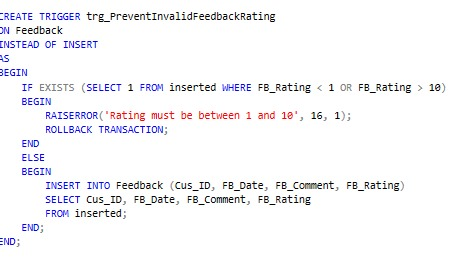 CREATE TRIGGER trg_PreventInvalidFeedbackRating
ON Feedback
INSTEAD OF INSERT
AS
BEGIN
    IF EXISTS (SELECT 1 FROM inserted WHERE FB_Rating < 1 OR FB_Rating > 10)
    BEGIN
        RAISERROR('Rating must be between 1 and 10', 16, 1);
        ROLLBACK TRANSACTION;
    END
    ELSE
    BEGIN
        INSERT INTO Feedback (Cus_ID, FB_Date, FB_Comment, FB_Rating)
        SELECT Cus_ID, FB_Date, FB_Comment, FB_Rating
        FROM inserted;
    END;
END;